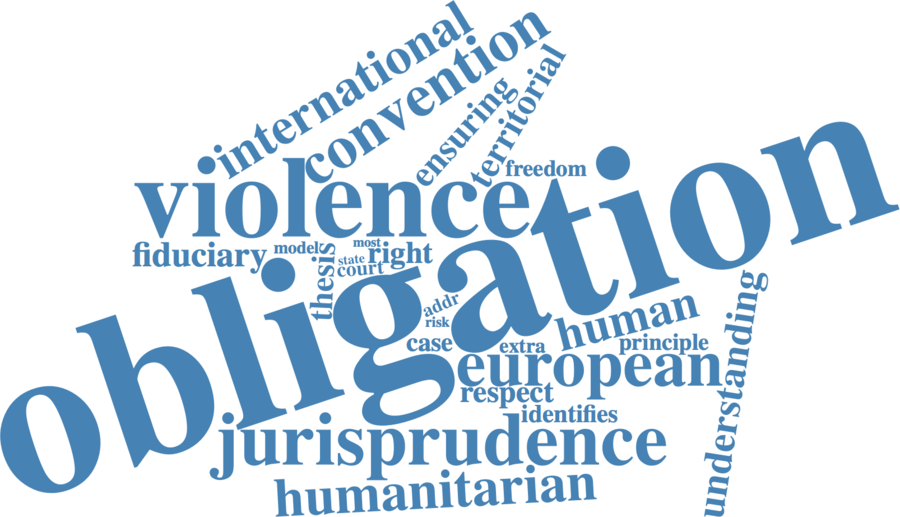 international
convention
ensuring
territorial
freedom
violence
fiduciary
models
most
right
state
court
thesis
obligation
addr
risk
human
case
extra
principle
european
understanding
respect
identifies
jurisprudence
humanitarian